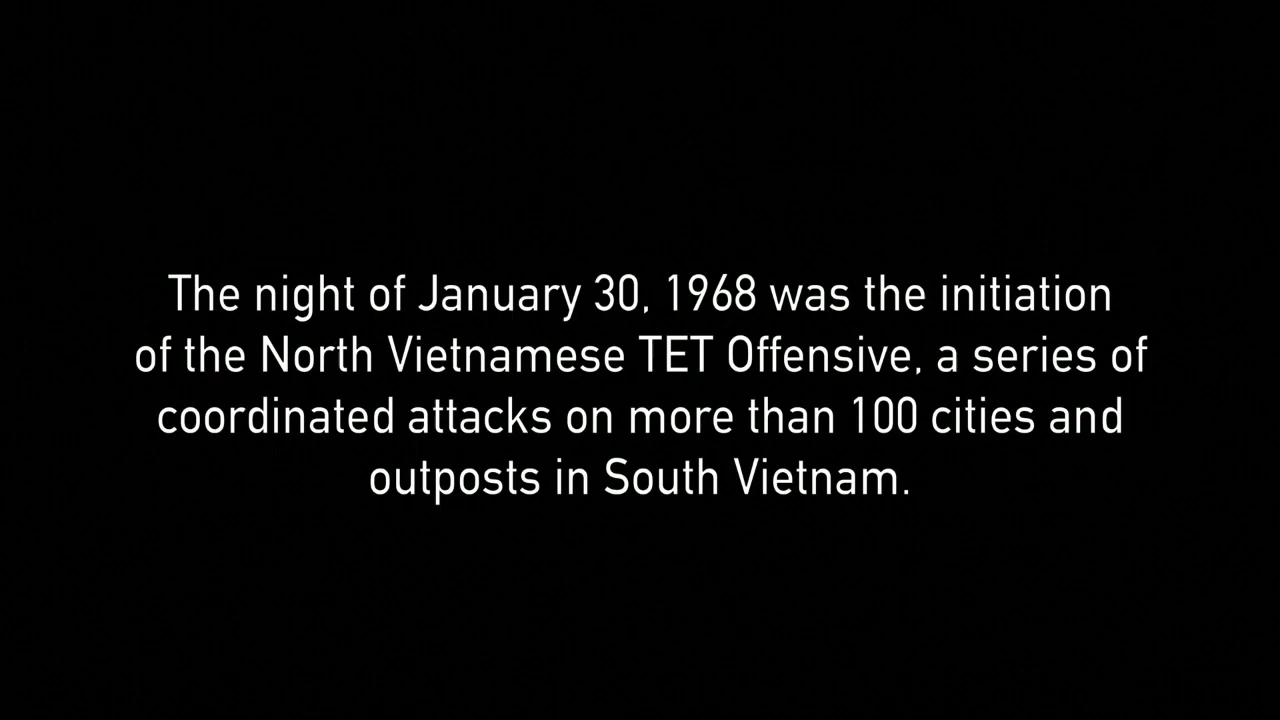 The night of January 30, 1968 was the initiation
of the North Vietnamese TET Offensive, a series of
coordinated attacks on more than 100 cities and
outposts in South Vietnam.